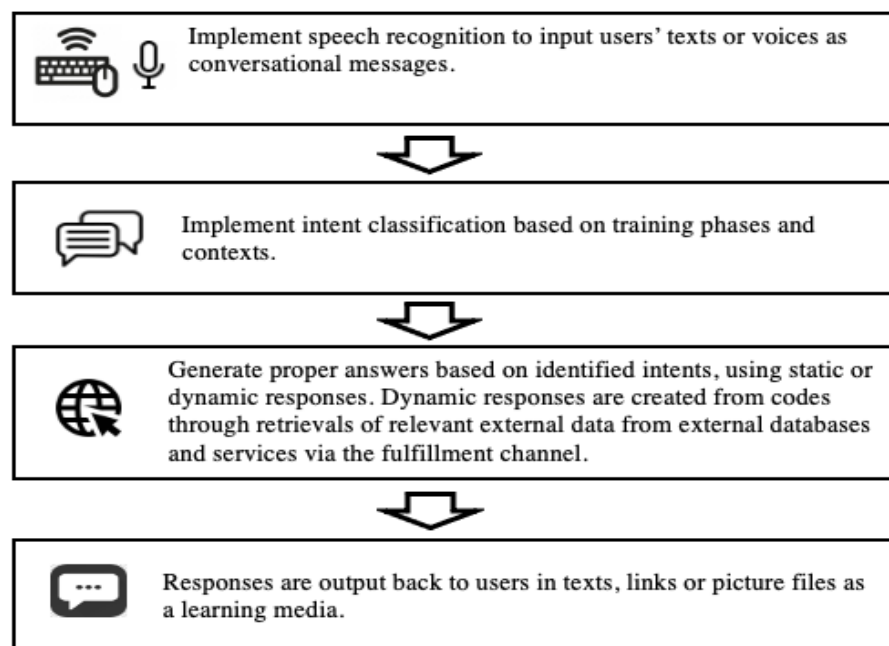 Implement speech recognition to input users' texts or voices as
conversational messages.
Implement intent classification based on training phases and
contexts.
Generate proper answers based on identified intents, using static or
dynamic responses. Dynamic responses are created from codes
through retrievals of relevant external data from external databases
and services via the fulfillment channel.
Responses are output back to users in texts, links or picture files as
a learning media.